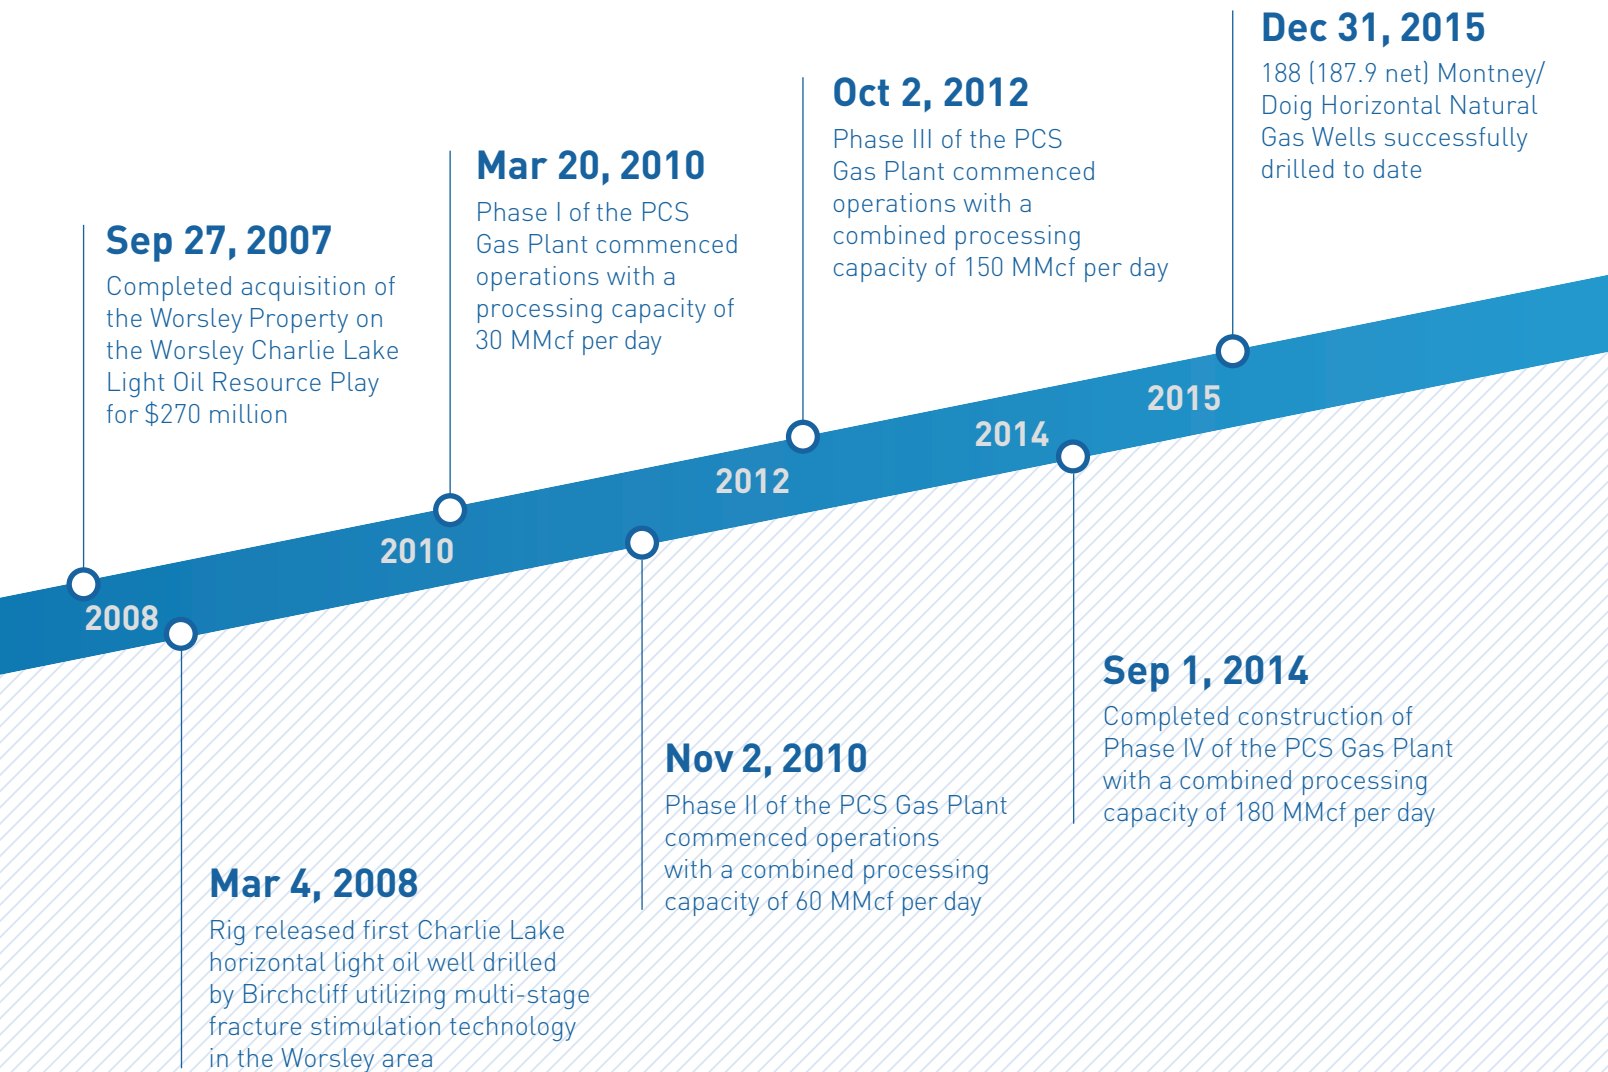 Sep 27, 2007
Completed acquisition of
the Worsley Property on
the Worsley Charlie Lake
Light Oil Resource Play
for $270 million
Mar 20, 2010
Phase I of the PCS
Gas Plant commenced
operations with a
processing capacity of
30 MMcf per day
Oct 2, 2012
Phase III of the PCS
Gas Plant commenced
operations with a
combined processing
capacity of 150 MMcf per day
Dec 31, 2015
188 (187.9 net) Montney/
Doig Horizontal Natural
Gas Wells successfully
drilled to date
2008
2010
2012
2014
2015
Mar 4, 2008
Rig released first Charlie Lake
horizontal light oil well drilled
by Birchcliff utilizing multi-stage
fracture stimulation technology
in the Worsley area
Nov 2, 2010
Phase II of the PCS Gas Plant
commenced operations
with a combined processing
capacity of 60 MMcf per day
Sep 1, 2014
Completed construction of
Phase IV of the PCS Gas Plant
with a combined processing
capacity of 180 MMcf per day